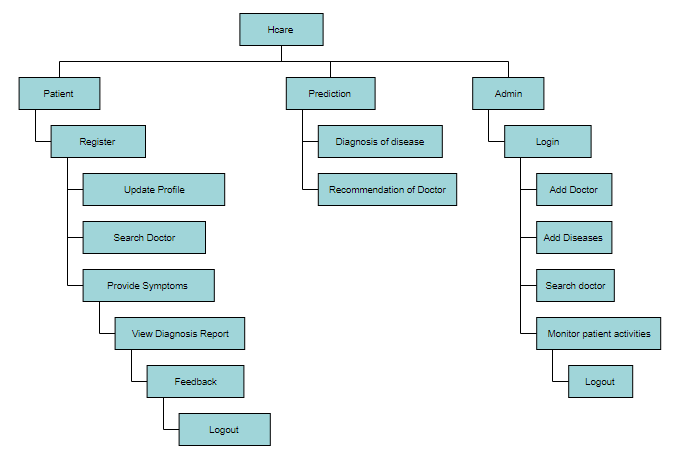 Hcare
Patient
Prediction
Admin
Register
Diagnosis of disease
Login
Update Profile
Recommendation of Doctor
Add Doctor
Search Doctor
Add Diseases
Provide Symptoms
Search doctor
View Diagnosis Report
Monitor patient activities
Feedback
Logout
Logout